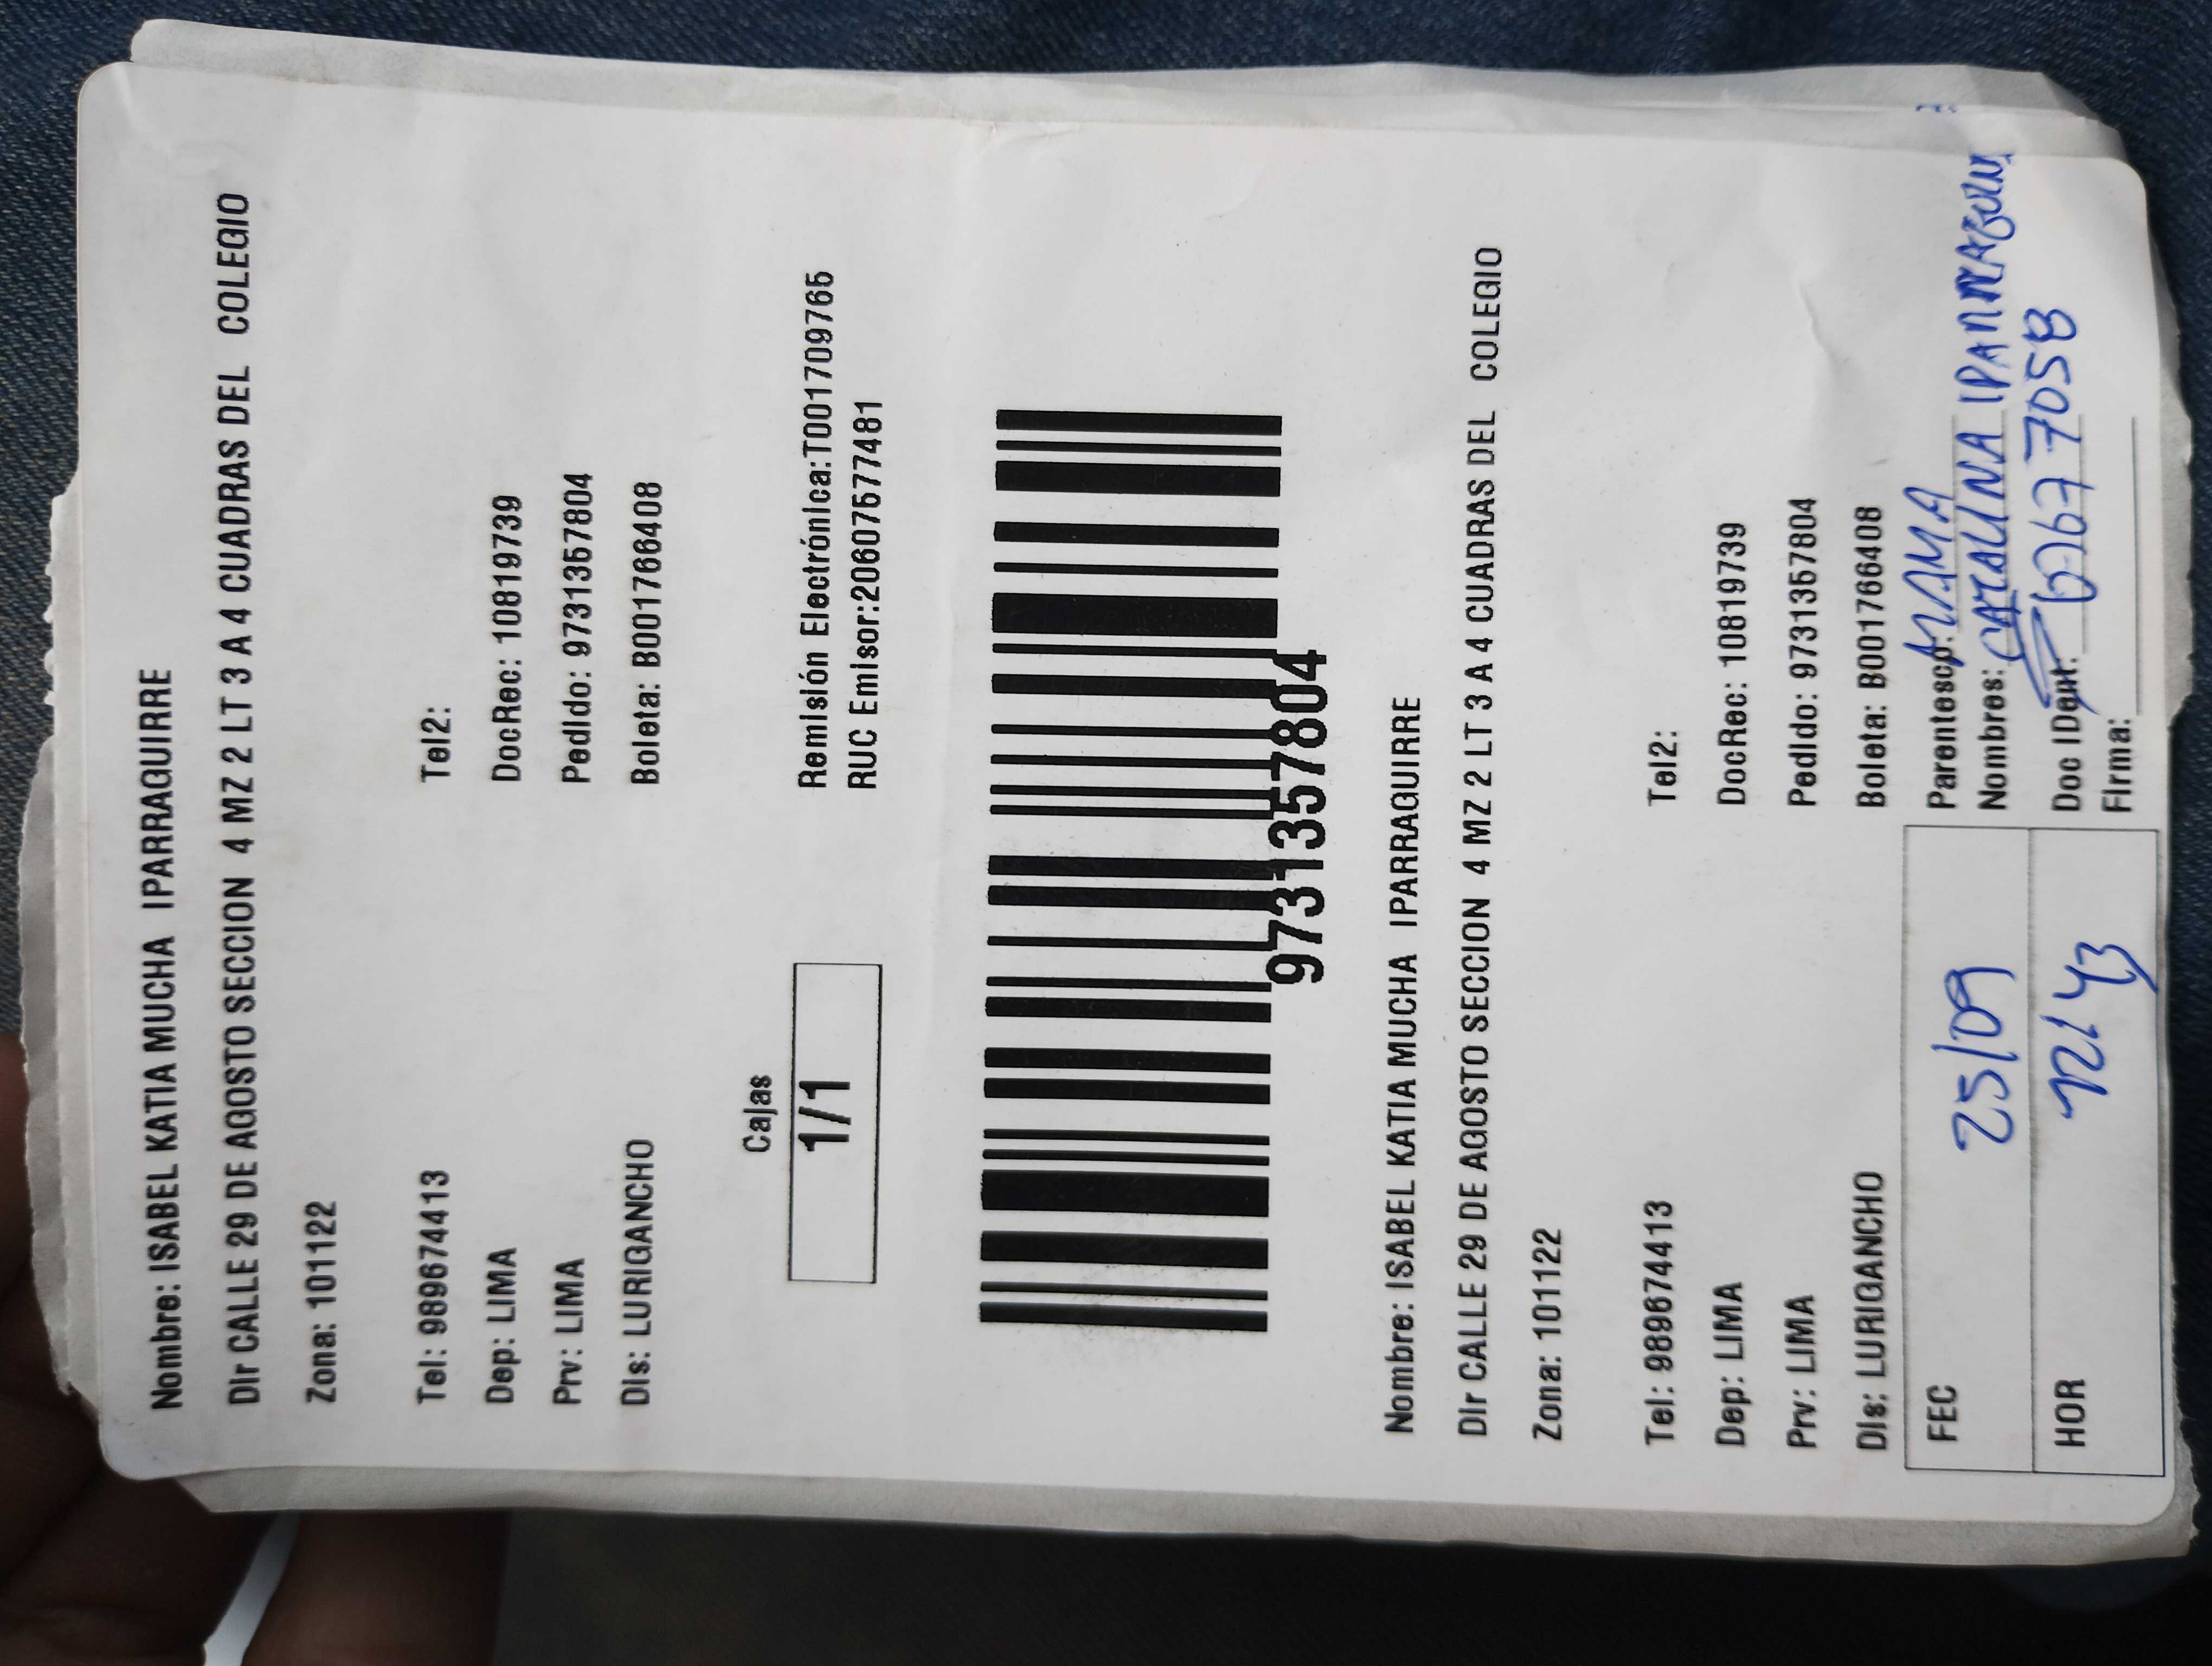 Nombre: ISABEL KATIA MUCHA IPARRAGUIRRE
Dir CALLE 29 DE AGOSTO SECCION 4 MZ 2 LT 3 A 4 CUADRAS DEL COLEGIO
Zona: 101122
Tel: 989674413 Tel2:
Dep: LIMA DocRec: 10819739
Prv: LIMA Pedido: 9731357804
Dis: LURIGANCHO Boleta: B001766408
Cajas
1/1
Remisión Electrónica:T001709765
RUC Emisor:20607577481
9731357804
Nombre: ISABEL KATIA MUCHA IPARRAGUIRRE
Dir CALLE 29 DE AGOSTO SECCION 4 MZ 2 LT 3 A 4 CUADRAS DEL COLEGIO
Zona: 101122
Tel: 989674413 Tel2:
Dep: LIMA DocRec: 10819739
Prv: LIMA Pedido: 9731357804
Dis: LURIGANCHO Boleta: B001766408
FEC 25/09 Parentesco: MAMA
Nombres: CATALINA
HOR 12:43 Doc IDent:
Firma: